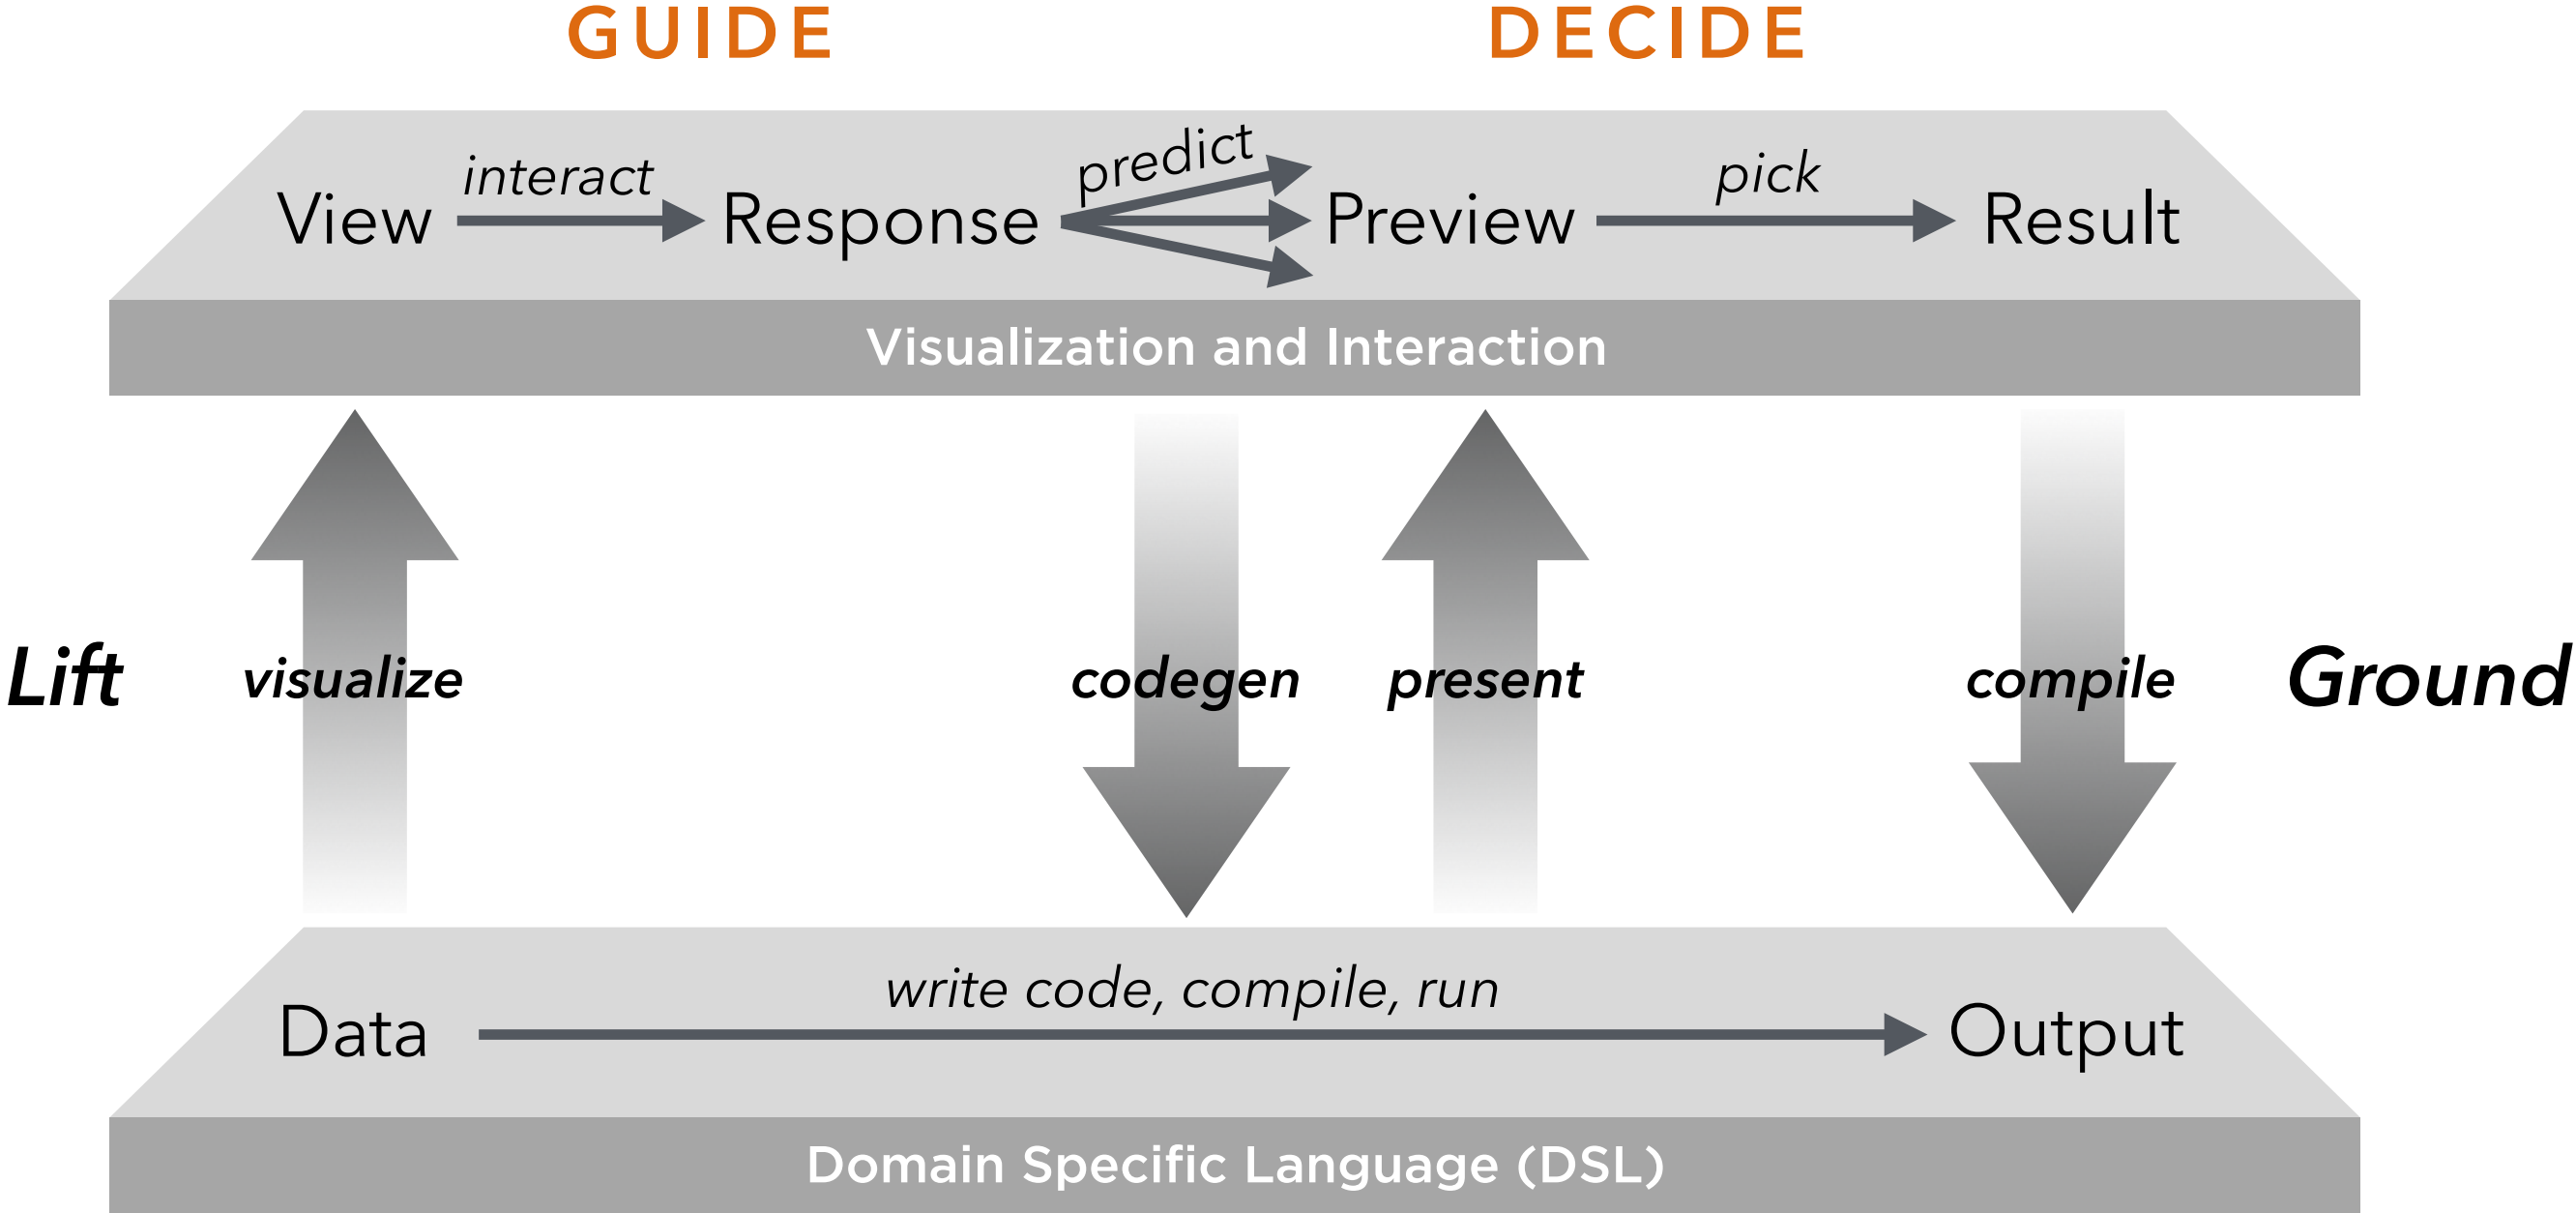 GUIDE
DECIDE
interact
predict
pick
View
Response
Preview
Result
Visualization and Interaction
Lift
visualize
codegen
present
compile
Ground
write code, compile, run
Data
Output
Domain Specific Language (DSL)